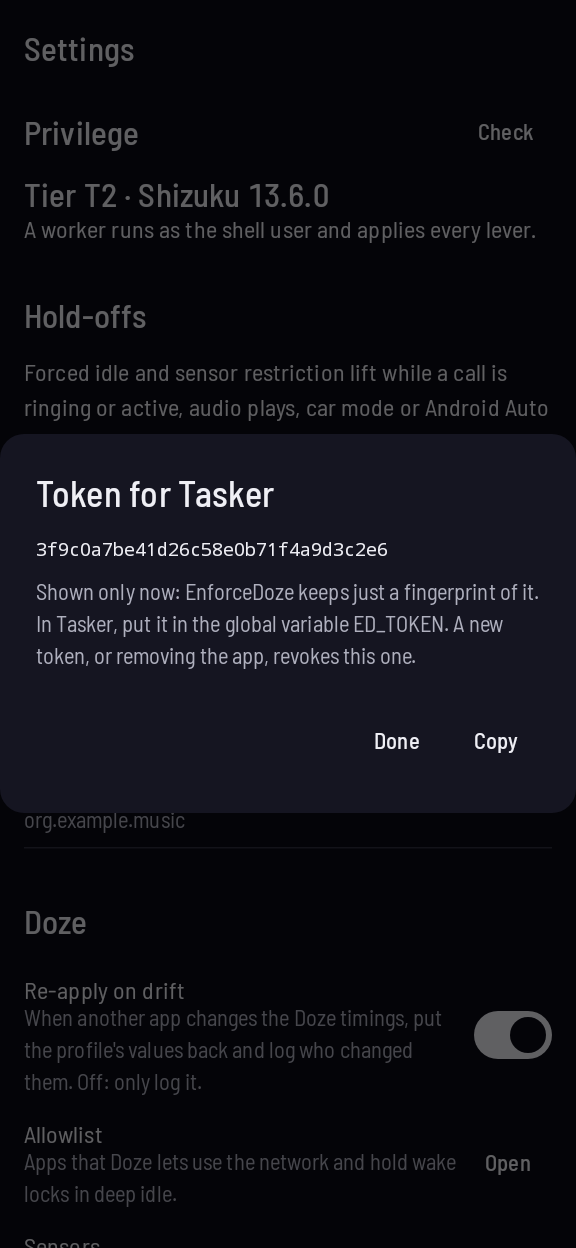 Settings
Privilege
Check
Tier T2 · Shizuku 13.6.0
A worker runs as the shell user and applies every lever.
Hold-offs
Forced idle and sensor restriction lift while a call is
ringing or active, audio plays, car mode or Android Auto
Token for Tasker
3f9c0a7be41d26c58e0b71f4a9d3c2e6
Shown only now: EnforceDoze keeps just a fingerprint of it.
In Tasker, put it in the global variable ED_TOKEN. A new
token, or removing the app, revokes this one.
Done
Copy
org.example.music
Doze
Re-apply on drift
When another app changes the Doze timings, put
the profile's values back and log who changed
them. Off: only log it.
Allowlist
Apps that Doze lets use the network and hold wake
locks in deep idle.
Open
Sensors